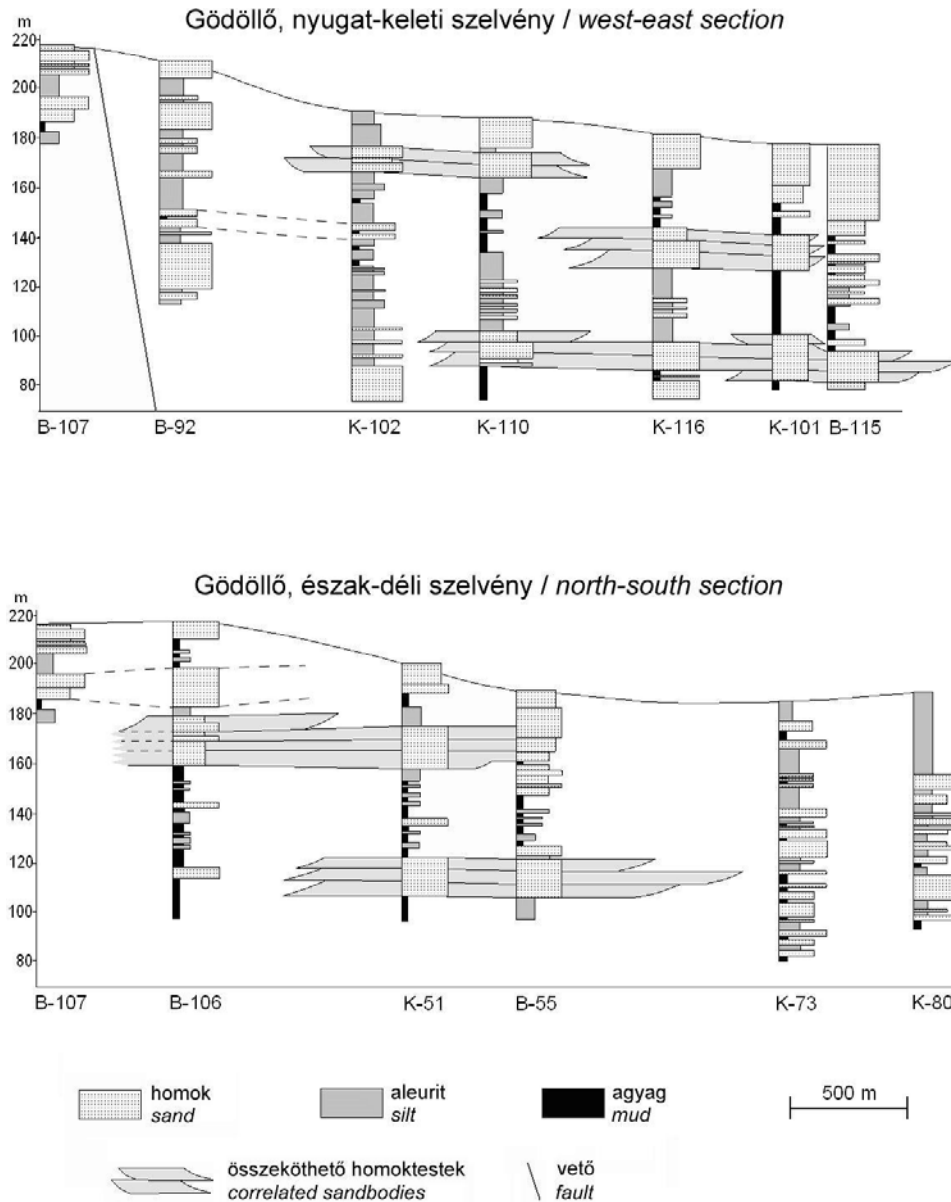 Gödöllő, nyugat-keleti szelvény / west-east section
m
220
200
180
160
140
120
100
80
B-107 B-92 K-102 K-110 K-116 K-101 B-115
Gödöllő, észak-déli szelvény / north-south section
m
220
200
180
160
140
120
100
80
B-107 B-106 K-51 B-55 K-73 K-80
homok
sand
aleurit
silt
agyag
mud
500 m
összeköthető homoktestek
correlated sandbodies
vető
fault